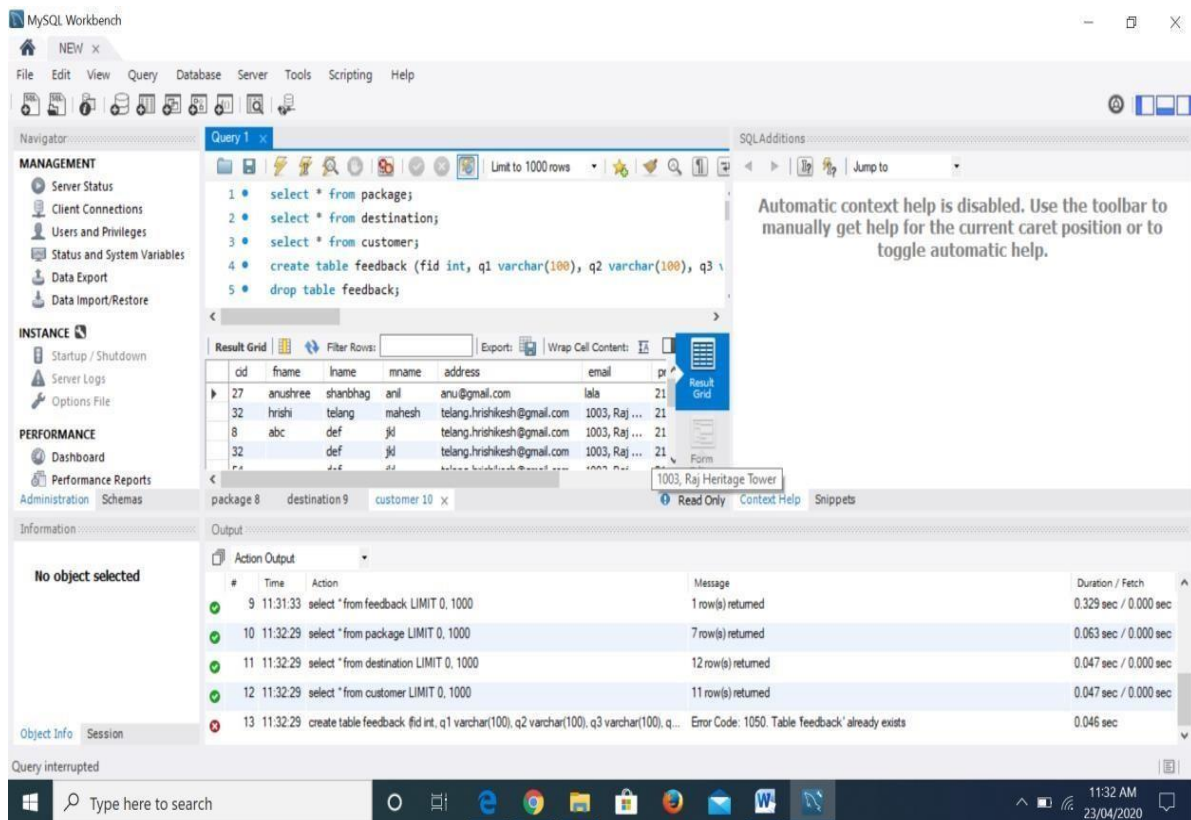 MySQL Workbench
NEW ×
File Edit View Query Database Server Tools Scripting Help
Navigator
MANAGEMENT
Server Status
Client Connections
Users and Privileges
Status and System Variables
Data Export
Data Import/Restore
INSTANCE
Startup / Shutdown
Server Logs
Options File
PERFORMANCE
Dashboard
Performance Reports
Administration Schemas
Query 1 ×
Limit to 1000 rows
1 select * from package;
2 select * from destination;
3 select * from customer;
4 create table feedback (fid int, q1 varchar(100), q2 varchar(100), q3
5 drop table feedback;
Result Grid Filter Rows: Export: Wrap Cell Content:
cid fname lname mname address email
27 anushree shanbhag anil anu@gmail.com lala 21
32 hrishi telang mahesh telang.hrishikesh@gmail.com 1003, Raj ... 21
8 abc def jkl telang.hrishikesh@gmail.com 1003, Raj ... 21
32 def jkl telang.hrishikesh@gmail.com 1003, Raj ... 21
Result Grid
Form
1003, Raj Heritage Tower
package 8 destination 9 customer 10 × Read Only
SQLAdditions
Jump to
Automatic context help is disabled. Use the toolbar to
manually get help for the current caret position or to
toggle automatic help.
Context Help Snippets
Information
No object selected
Object Info Session
Output
Action Output
# Time Action Message Duration / Fetch
9 11:31:33 select * from feedback LIMIT 0, 1000 1 row(s) returned 0.329 sec / 0.000 sec
10 11:32:29 select * from package LIMIT 0, 1000 7 row(s) returned 0.063 sec / 0.000 sec
11 11:32:29 select * from destination LIMIT 0, 1000 12 row(s) returned 0.047 sec / 0.000 sec
12 11:32:29 select * from customer LIMIT 0, 1000 11 row(s) returned 0.047 sec / 0.000 sec
13 11:32:29 create table feedback (fid int, q1 varchar(100), q2 varchar(100), q3 varchar(100), q... Error Code: 1050. Table 'feedback' already exists 0.046 sec
Query interrupted
Type here to search
11:32 AM
23/04/2020